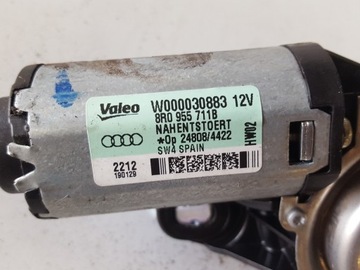 Valeo W000030883 12V
8R0 955 711B
NAHENTSTOERT
*Op 24808/4422
SW4 SPAIN
HW02
2212
190129